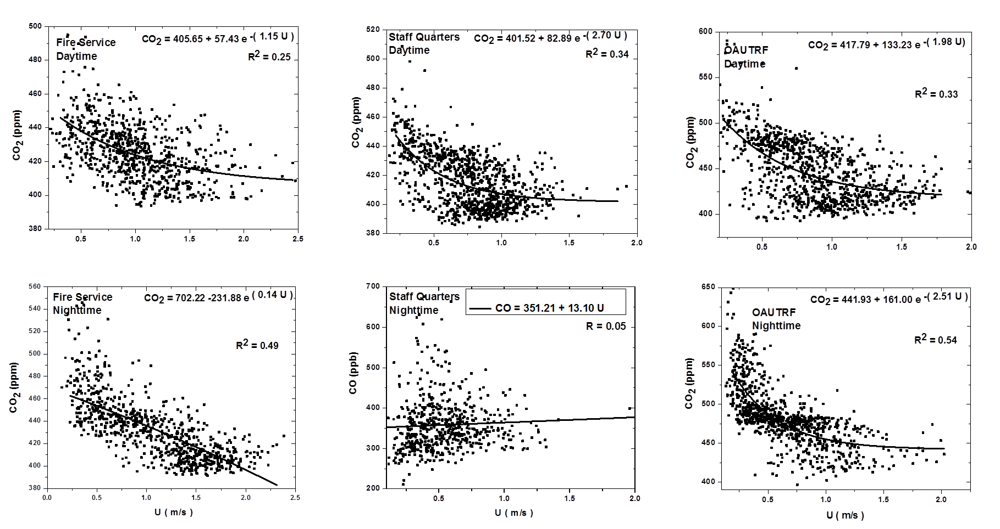 500
480
460
440
420
400
380
0.5 1.0 1.5 2.0 2.5
CO2 (ppm)
Fire Service
Daytime
CO2 = 405.65 + 57.43 e -( 1.15 U )
R2 = 0.25
520
500
480
460
440
420
400
380
0.5 1.0 1.5 2.0
CO2 (ppm)
Staff Quarters
Daytime
CO2 = 401.52 + 82.89 e -( 2.70 U )
R2 = 0.34
600
550
500
450
400
0.5 1.0 1.5 2.0
CO2 (ppm)
OAUTRF
Daytime
CO2 = 417.79 + 133.23 e -( 1.98 U)
R2 = 0.33
560
540
520
500
480
460
440
420
400
380
0.0 0.5 1.0 1.5 2.0 2.5
CO2 (ppm)
U ( m/s )
Fire Service
Nighttime
CO2 = 702.22 -231.88 e ( 0.14 U )
R2 = 0.49
700
600
500
400
300
200
0.5 1.0 1.5 2.0
CO (ppb)
U ( m/s )
Staff Quarters
Nighttime
CO = 351.21 + 13.10 U
R = 0.05
650
600
550
500
450
400
0.5 1.0 1.5 2.0
CO2 (ppm)
U ( m/s )
OAUTRF
Nighttime
CO2 = 441.93 + 161.00 e -( 2.51 U )
R2 = 0.54